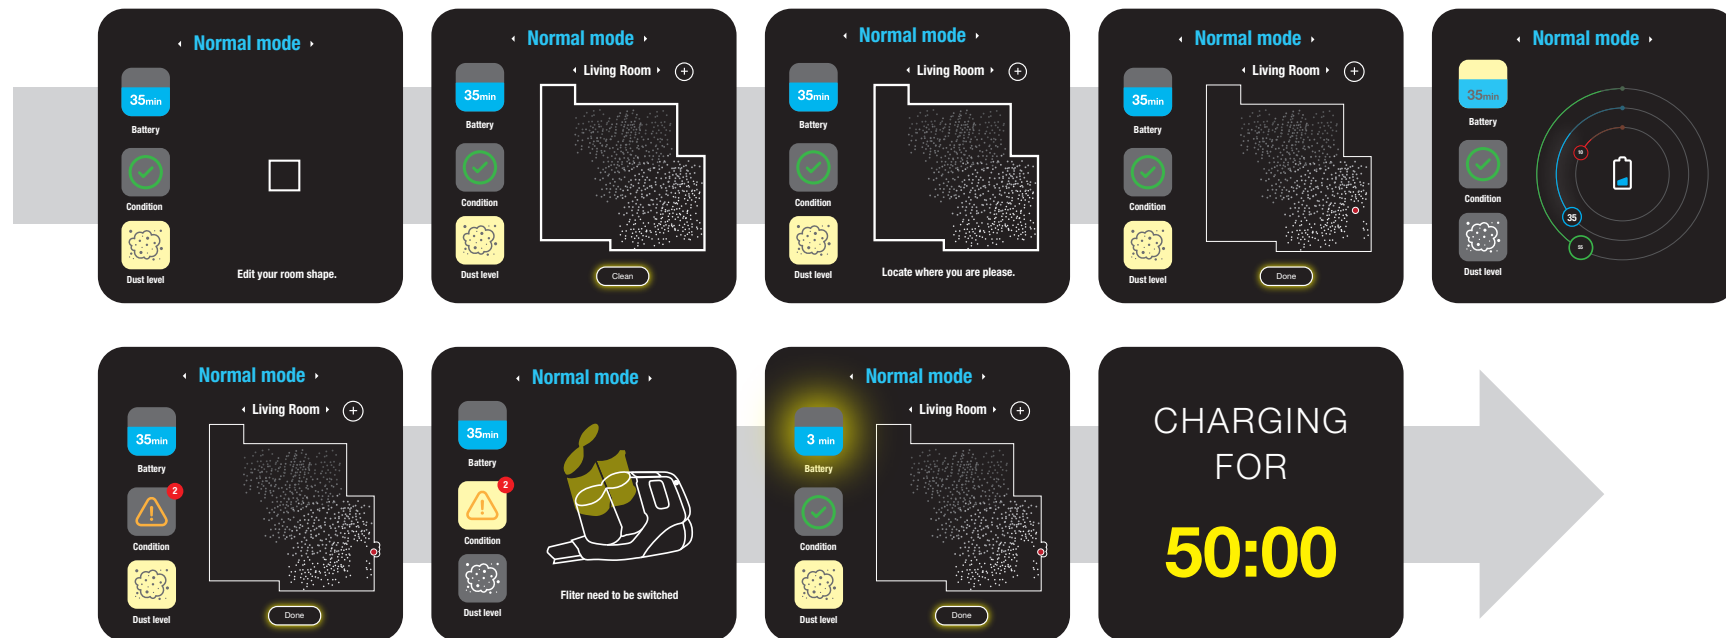 Normal mode
35min
Battery
Condition
Dust level
Edit your room shape.
Normal mode
Living Room +
35min
Battery
Condition
Dust level
Clean
Normal mode
Living Room +
35min
Battery
Condition
Dust level
Locate where you are please.
Normal mode
Living Room +
35min
Battery
Condition
Dust level
Done
Normal mode
35min
Battery
Condition
Dust level
10
35
55
Normal mode
Living Room +
35min
Battery
2
Condition
Dust level
Done
Normal mode
35min
Battery
2
Condition
Dust level
Fliter need to be switched
Normal mode
Living Room +
3 min
Battery
Condition
Dust level
Done
CHARGING
FOR
50:00